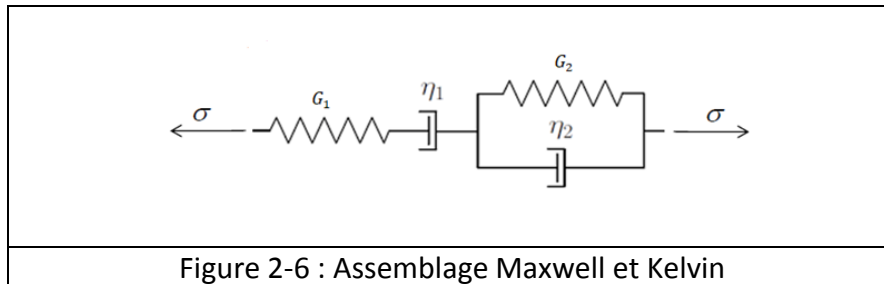 G₂
η₁
G₁
σ
σ
η₂
Figure 2-6 : Assemblage Maxwell et Kelvin